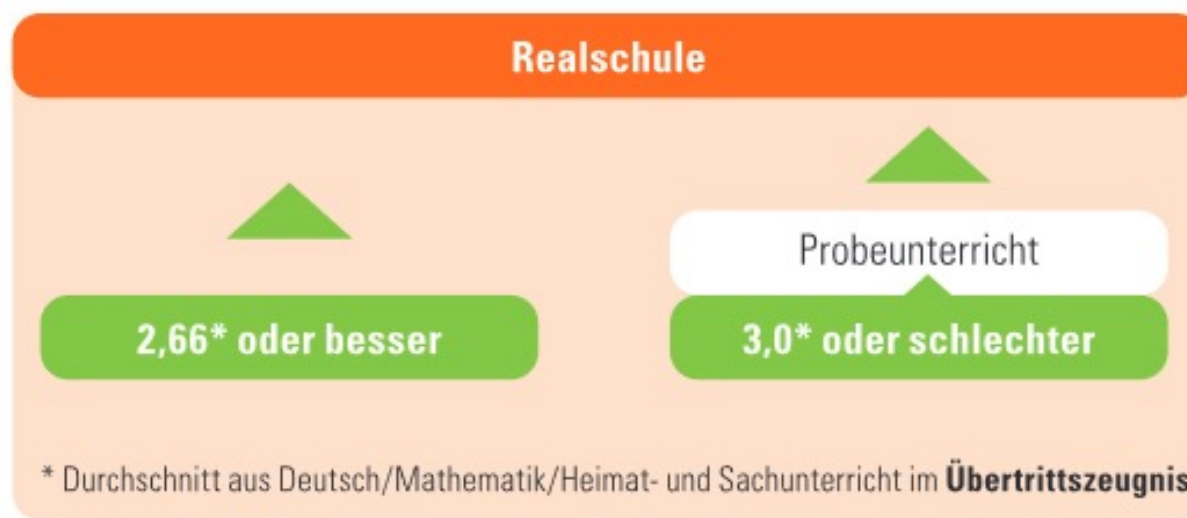 Realschule
Probeunterricht
2,66* oder besser
3,0* oder schlechter
* Durchschnitt aus Deutsch/Mathematik/Heimat- und Sachunterricht im Übertrittszeugnis